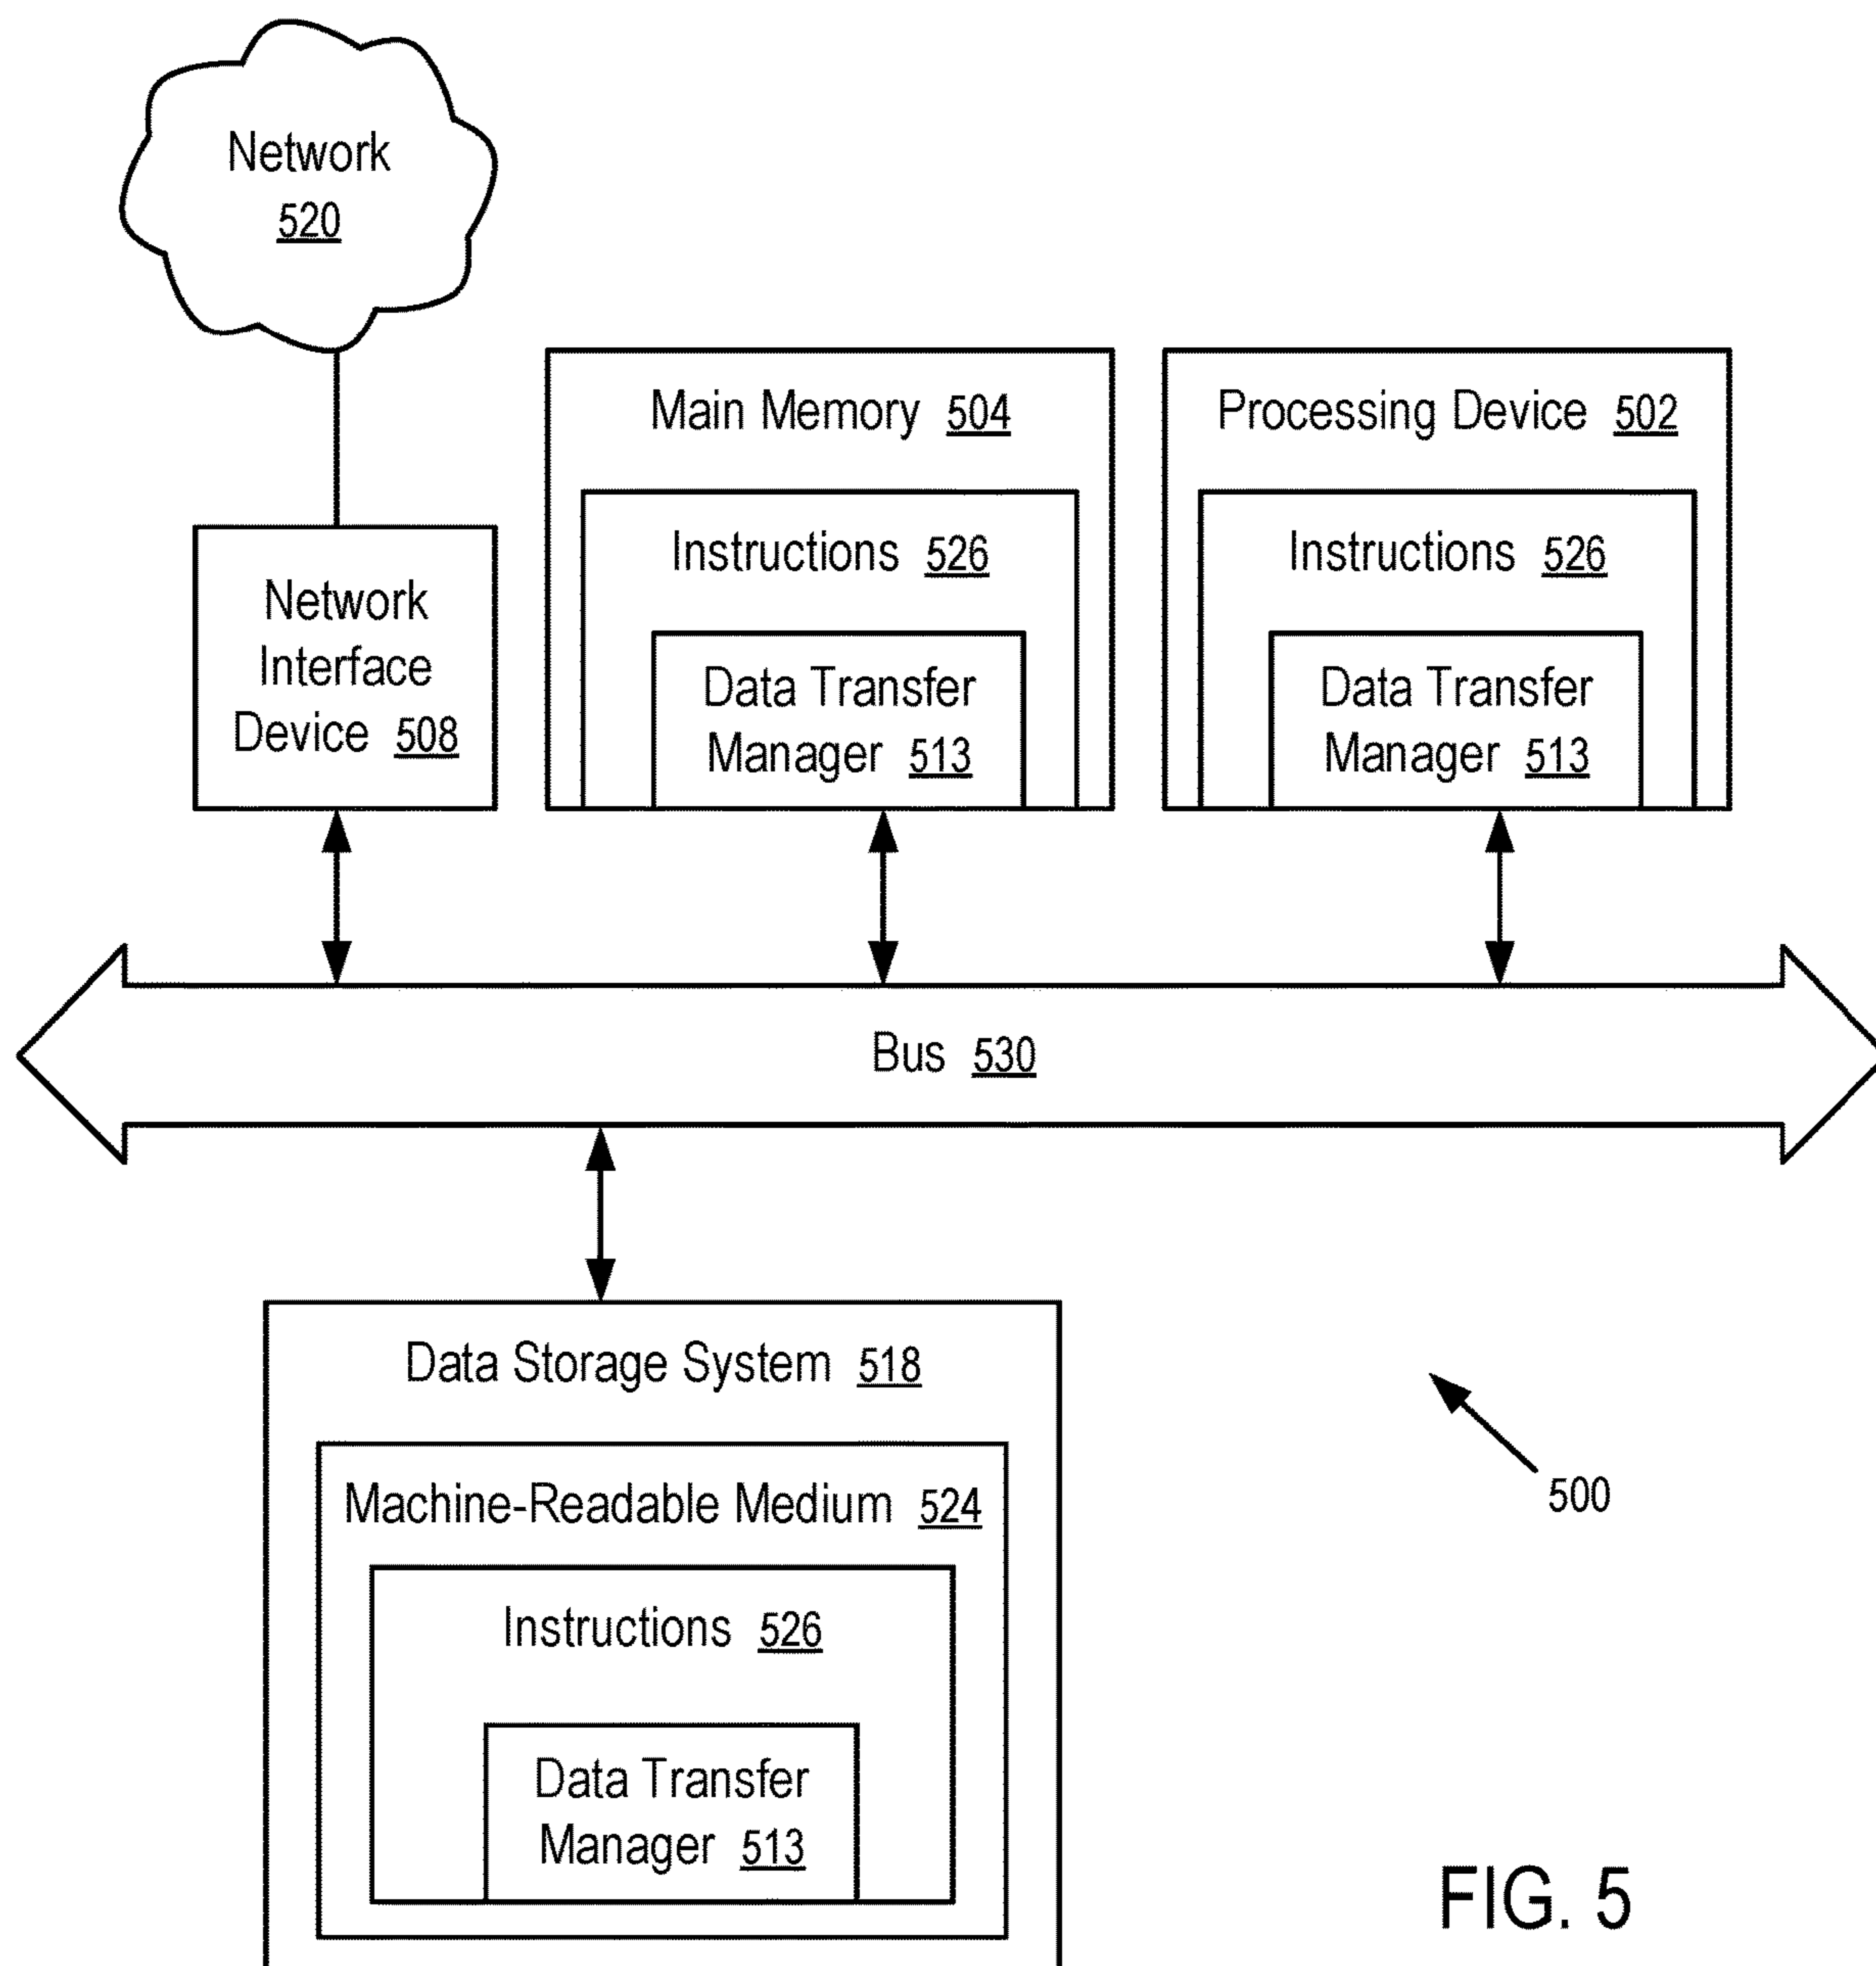 Network
520
Main Memory 504
Processing Device 502
Instructions 526
Instructions 526
Network
Interface
Device 508
Data Transfer
Manager 513
Data Transfer
Manager 513
Bus 530
Data Storage System 518
Machine-Readable Medium 524
Instructions 526
Data Transfer
Manager 513
500
FIG. 5